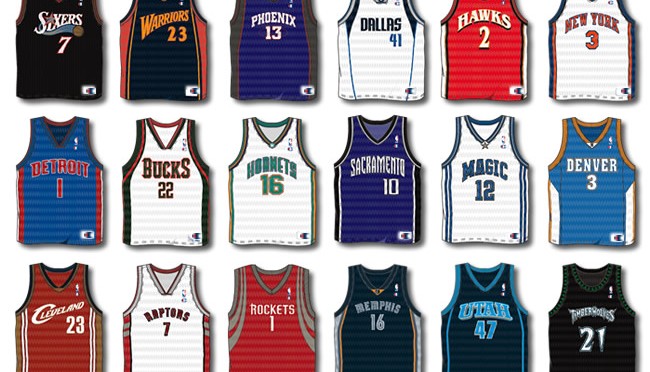 SIXERS
7
WARRIORS
23
PHOENIX
13
DALLAS
41
HAWKS
2
NEW YORK
3
DETROIT
1
BUCKS
22
HORNETS
16
SACRAMENTO
10
MAGIC
12
DENVER
3
CLEVELAND
23
RAPTORS
7
ROCKETS
1
MEMPHIS
16
UTAH
47
TIMBERWOLVES
21